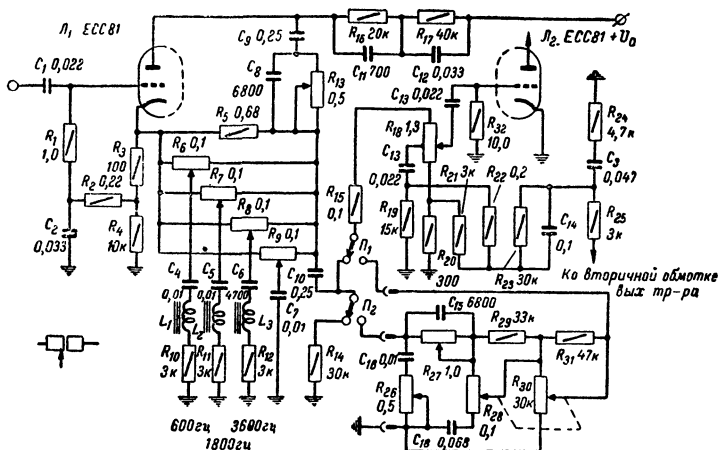 Л₁ ECC81
C₁ 0,022
R₁ 1,0
R₂ 0,22
C₂ 0,033
R₃ 100
R₄ 10к
C₉ 0,25
C₈ 6800
R₁₃ 0,5
R₅ 0,68
R₆ 0,1
R₇ 0,1
R₈ 0,1
R₉ 0,1
C₄ 0,01
C₅ 0,01
C₆ 4700
C₁₀ 0,25
C₇ 0,01
L₁
L₂
L₃
R₁₀ 3к
R₁₁ 3к
R₁₂ 3к
R₁₄ 30к
600гц
3600гц
1800гц
R₁₆ 20к
R₁₇ 40к
C₁₁ 700
C₁₂ 0,033
Л₂ ECC81 +U₀
C₁₃ 0,022
R₁₈ 1,3
R₃₂ 10,0
R₂₄ 4,7к
C₁₃ 0,022
R₂₁ 3к
R₂₂ 0,2
C₃ 0,047
R₁₅ 0,1
R₁₉ 15к
R₂₀ 300
R₂₃ 30к
C₁₄ 0,1
R₂₅ 3к
П₁
П₂
Ко вторичной обмотке
вых тр-ра
C₁₅ 6800
R₂₉ 33к
C₁₈ 0,01
R₂₇ 1,0
R₃₁ 47к
R₂₆ 0,5
R₂₈ 0,1
R₃₀ 30к
C₁₈ 0,068